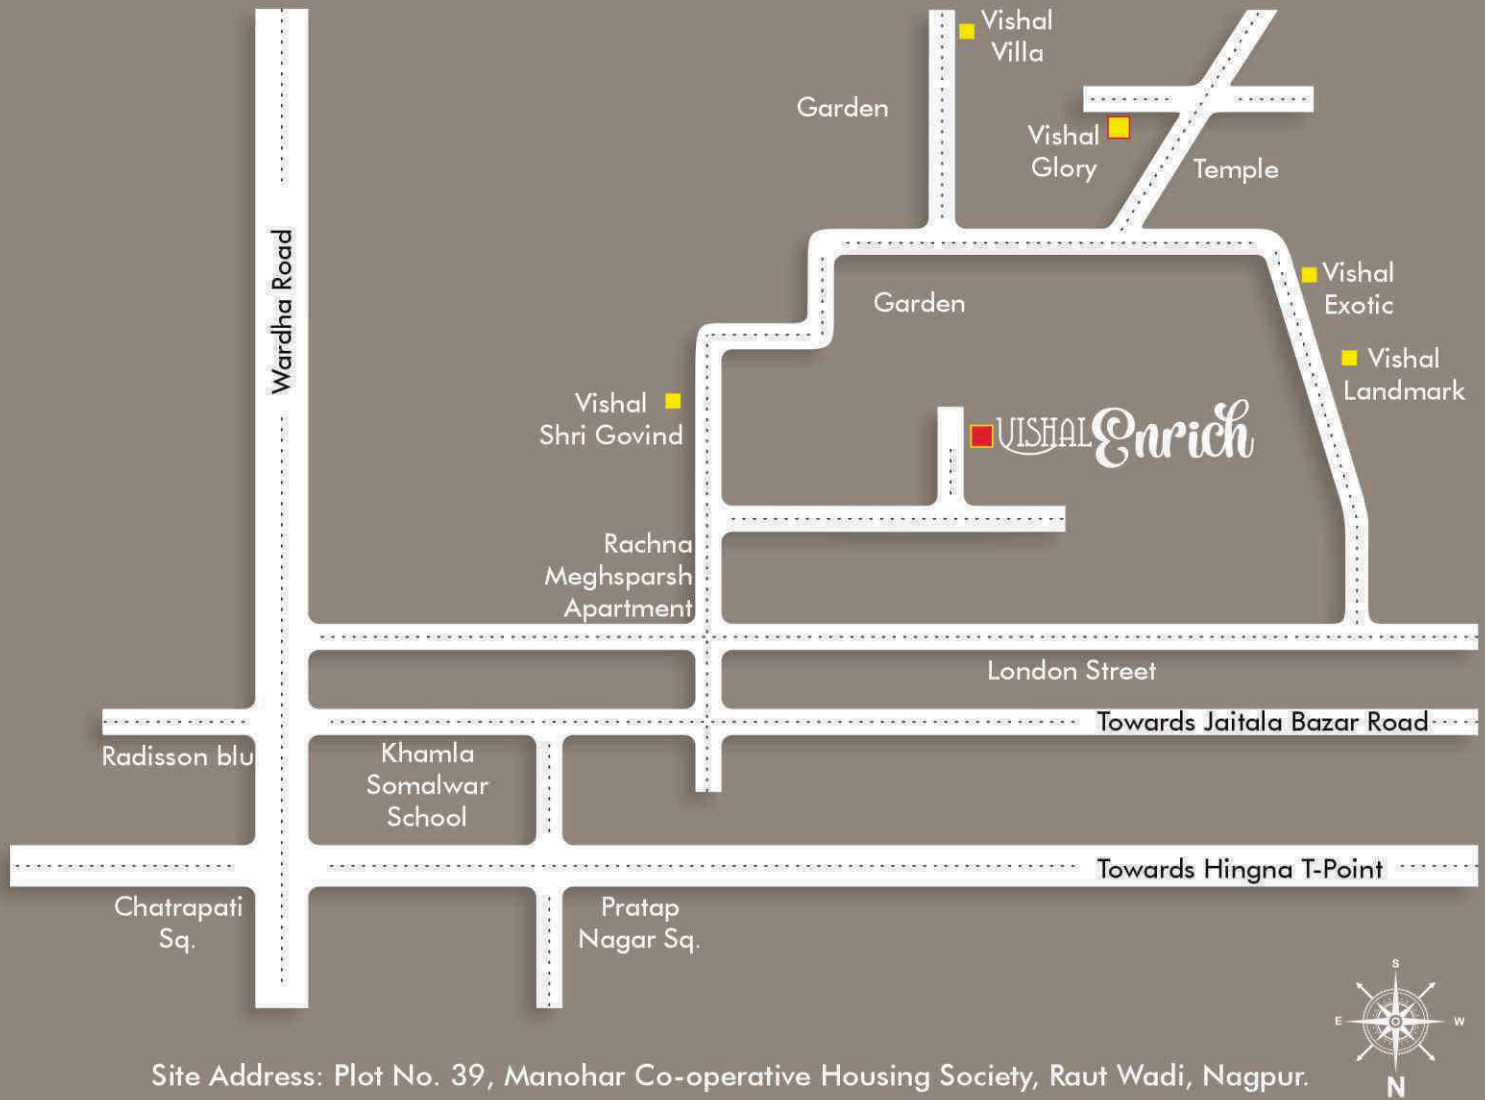 Vishal
Villa
Garden
Vishal
Glory
Temple
Wardha Road
Vishal
Exotic
Garden
Vishal
Landmark
Vishal
Shri Govind
VISHAL Enrich
Rachna
Meghsparsh
Apartment
London Street
Towards Jaitala Bazar Road
Radisson blu
Khamla
Somalwar
School
Towards Hingna T-Point
Chatrapati
Sq.
Pratap
Nagar Sq.
S
E
W
N
Site Address: Plot No. 39, Manohar Co-operative Housing Society, Raut Wadi, Nagpur.